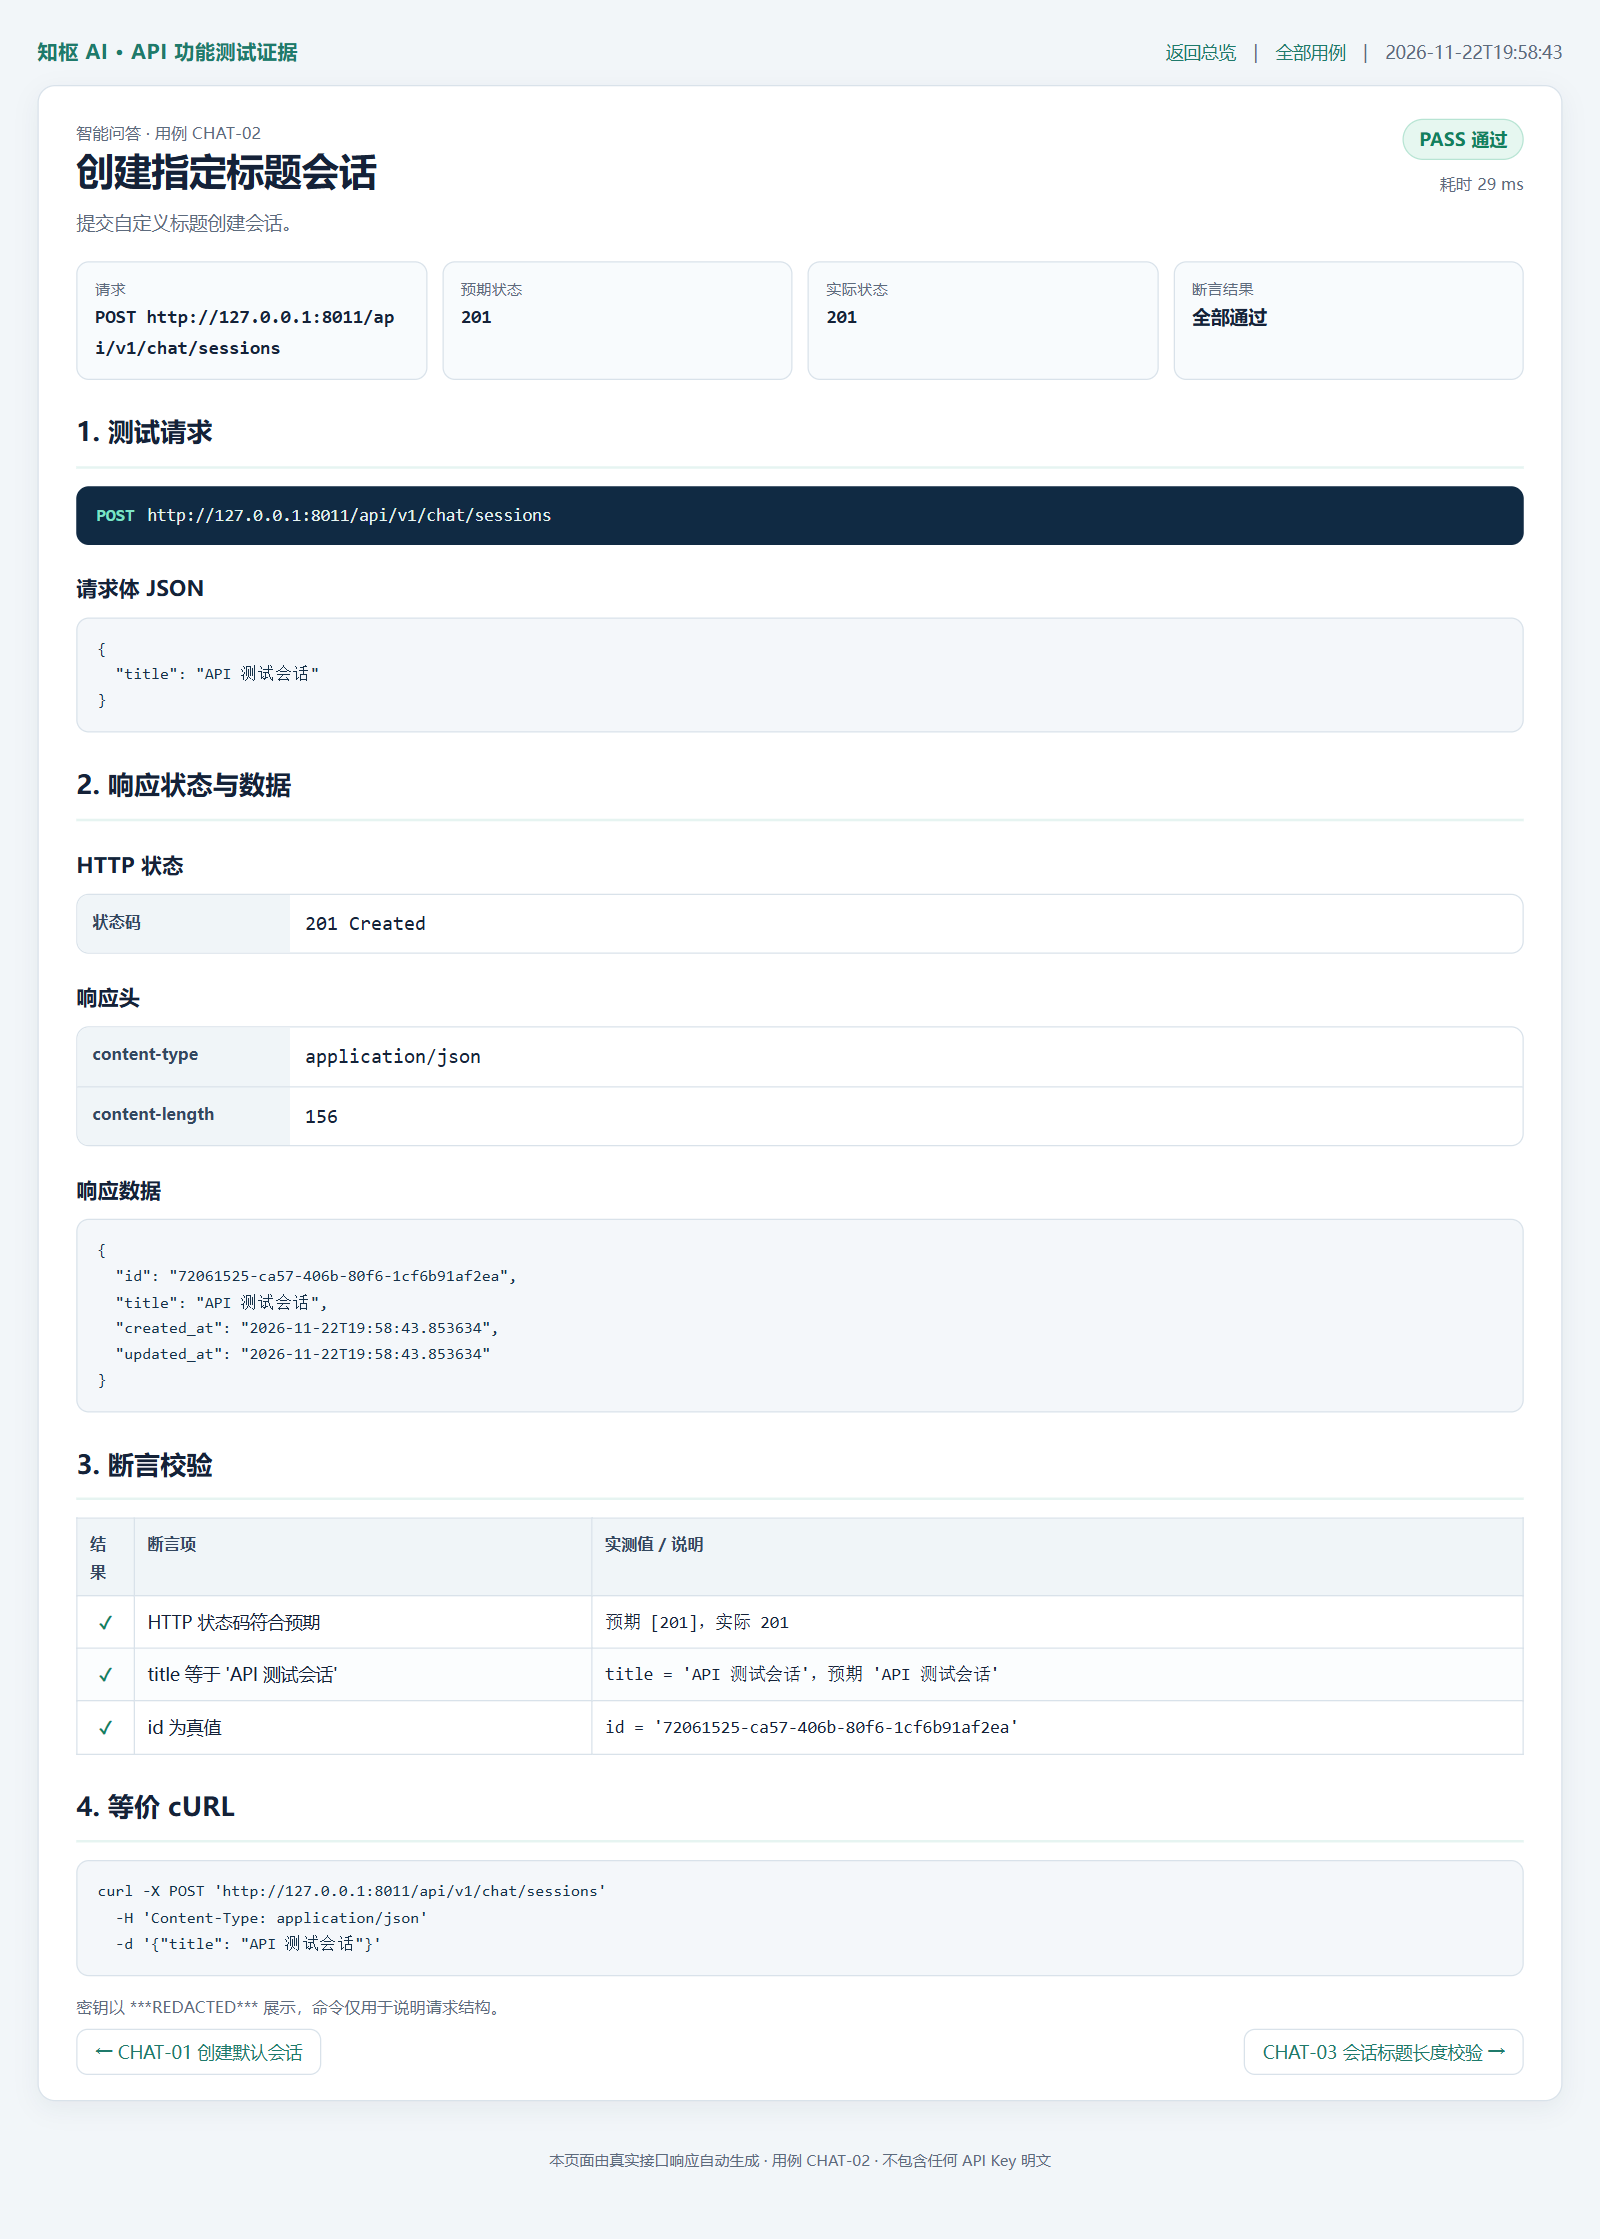 知枢 AI · API 功能测试证据
返回总览 | 全部用例 | 2026-11-22T19:58:43
智能问答 · 用例 CHAT-02
创建指定标题会话
提交自定义标题创建会话。
PASS 通过
耗时 29 ms
请求
POST http://127.0.0.1:8011/ap
i/v1/chat/sessions
预期状态
201
实际状态
201
断言结果
全部通过
1. 测试请求
POST http://127.0.0.1:8011/api/v1/chat/sessions
请求体 JSON
{
"title": "API 测试会话"
}
2. 响应状态与数据
HTTP 状态
状态码 201 Created
响应头
content-type application/json
content-length 156
响应数据
{
"id": "72061525-ca57-406b-80f6-1cf6b91af2ea",
"title": "API 测试会话",
"created_at": "2026-11-22T19:58:43.853634",
"updated_at": "2026-11-22T19:58:43.853634"
}
3. 断言校验
结果 断言项 实测值 / 说明
✓ HTTP 状态码符合预期 预期 [201]，实际 201
✓ title 等于 'API 测试会话' title = 'API 测试会话'，预期 'API 测试会话'
✓ id 为真值 id = '72061525-ca57-406b-80f6-1cf6b91af2ea'
4. 等价 cURL
curl -X POST 'http://127.0.0.1:8011/api/v1/chat/sessions'
-H 'Content-Type: application/json'
-d '{"title": "API 测试会话"}'
密钥以 ***REDACTED*** 展示，命令仅用于说明请求结构。
← CHAT-01 创建默认会话
CHAT-03 会话标题长度校验 →
本页面由真实接口响应自动生成 · 用例 CHAT-02 · 不包含任何 API Key 明文